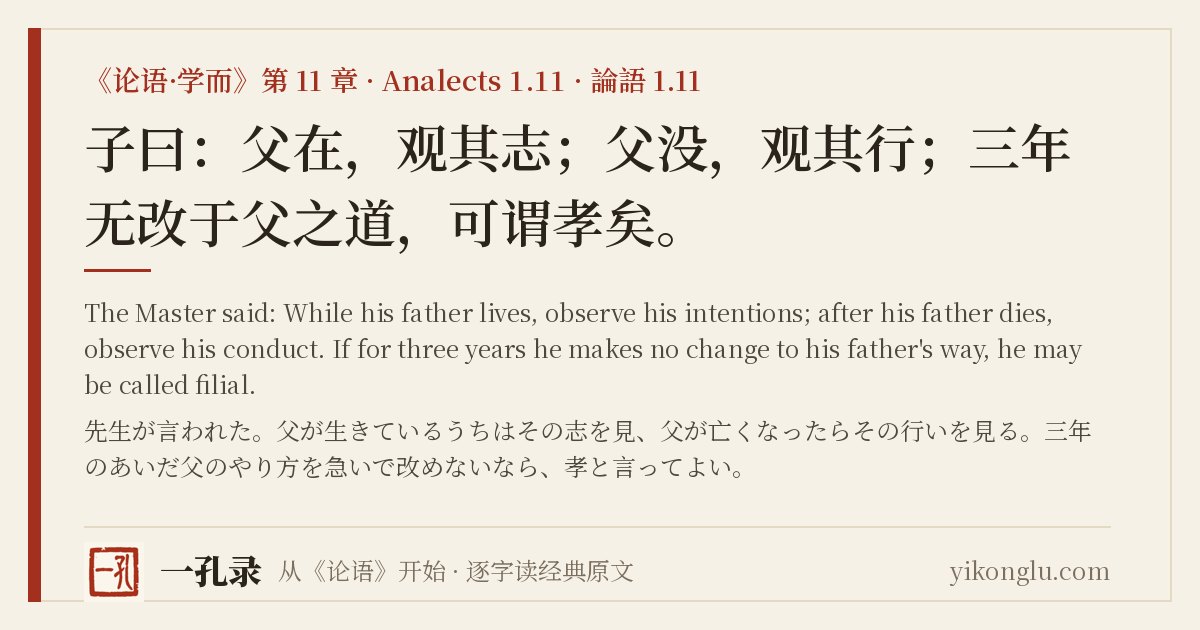 《论语·学而》第 11 章 · Analects 1.11 · 論語 1.11
子曰：父在，观其志；父没，观其行；三年
无改于父之道，可谓孝矣。
The Master said: While his father lives, observe his intentions; after his father dies,
observe his conduct. If for three years he makes no change to his father's way, he may
be called filial.
先生が言われた。父が生きているうちはその志を見、父が亡くなったらその行いを見る。三年
のあいだ父のやり方を急いで改めないなら、孝と言ってよい。
一孔
一孔录 从《论语》开始 · 逐字读经典原文 yikonglu.com